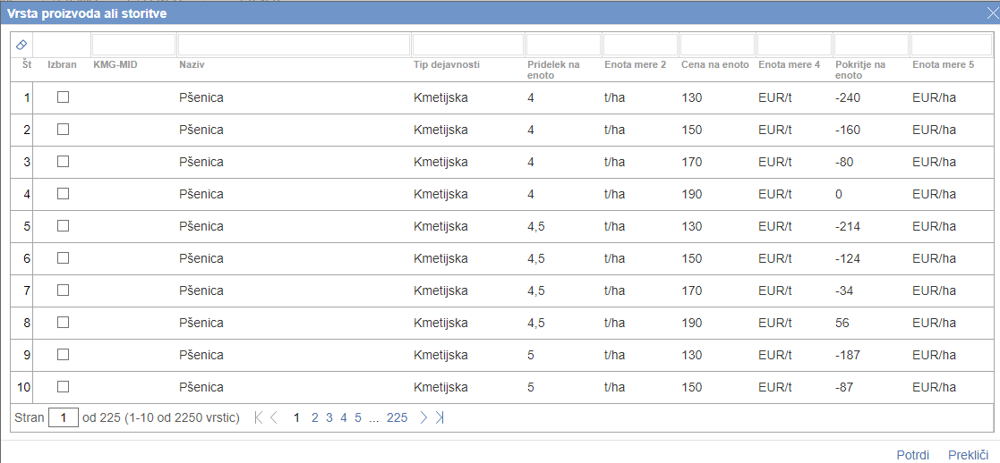 Vrsta proizvoda ali storitve
Št Izbran KMG-MID Naziv Tip dejavnosti Pridelek na enoto Enota mere 2 Cena na enoto Enota mere 4 Pokritje na enoto Enota mere 5
1 Pšenica Kmetijska 4 t/ha 130 EUR/t -240 EUR/ha
2 Pšenica Kmetijska 4 t/ha 150 EUR/t -160 EUR/ha
3 Pšenica Kmetijska 4 t/ha 170 EUR/t -80 EUR/ha
4 Pšenica Kmetijska 4 t/ha 190 EUR/t 0 EUR/ha
5 Pšenica Kmetijska 4,5 t/ha 130 EUR/t -214 EUR/ha
6 Pšenica Kmetijska 4,5 t/ha 150 EUR/t -124 EUR/ha
7 Pšenica Kmetijska 4,5 t/ha 170 EUR/t -34 EUR/ha
8 Pšenica Kmetijska 4,5 t/ha 190 EUR/t 56 EUR/ha
9 Pšenica Kmetijska 5 t/ha 130 EUR/t -187 EUR/ha
10 Pšenica Kmetijska 5 t/ha 150 EUR/t -87 EUR/ha
Stran 1 od 225 (1-10 od 2250 vrstic) 1 2 3 4 5 ... 225
Potrdi Prekliči